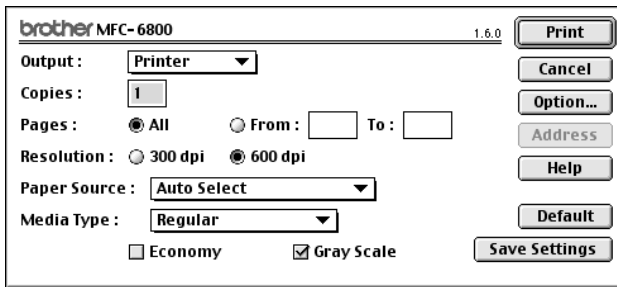 brother MFC-6800 1.6.0 Print
Output : Printer Cancel
Copies : 1 Option...
Pages : All From : To : Address
Resolution : 300 dpi 600 dpi Help
Paper Source : Auto Select
Media Type : Regular Default
Economy Gray Scale Save Settings